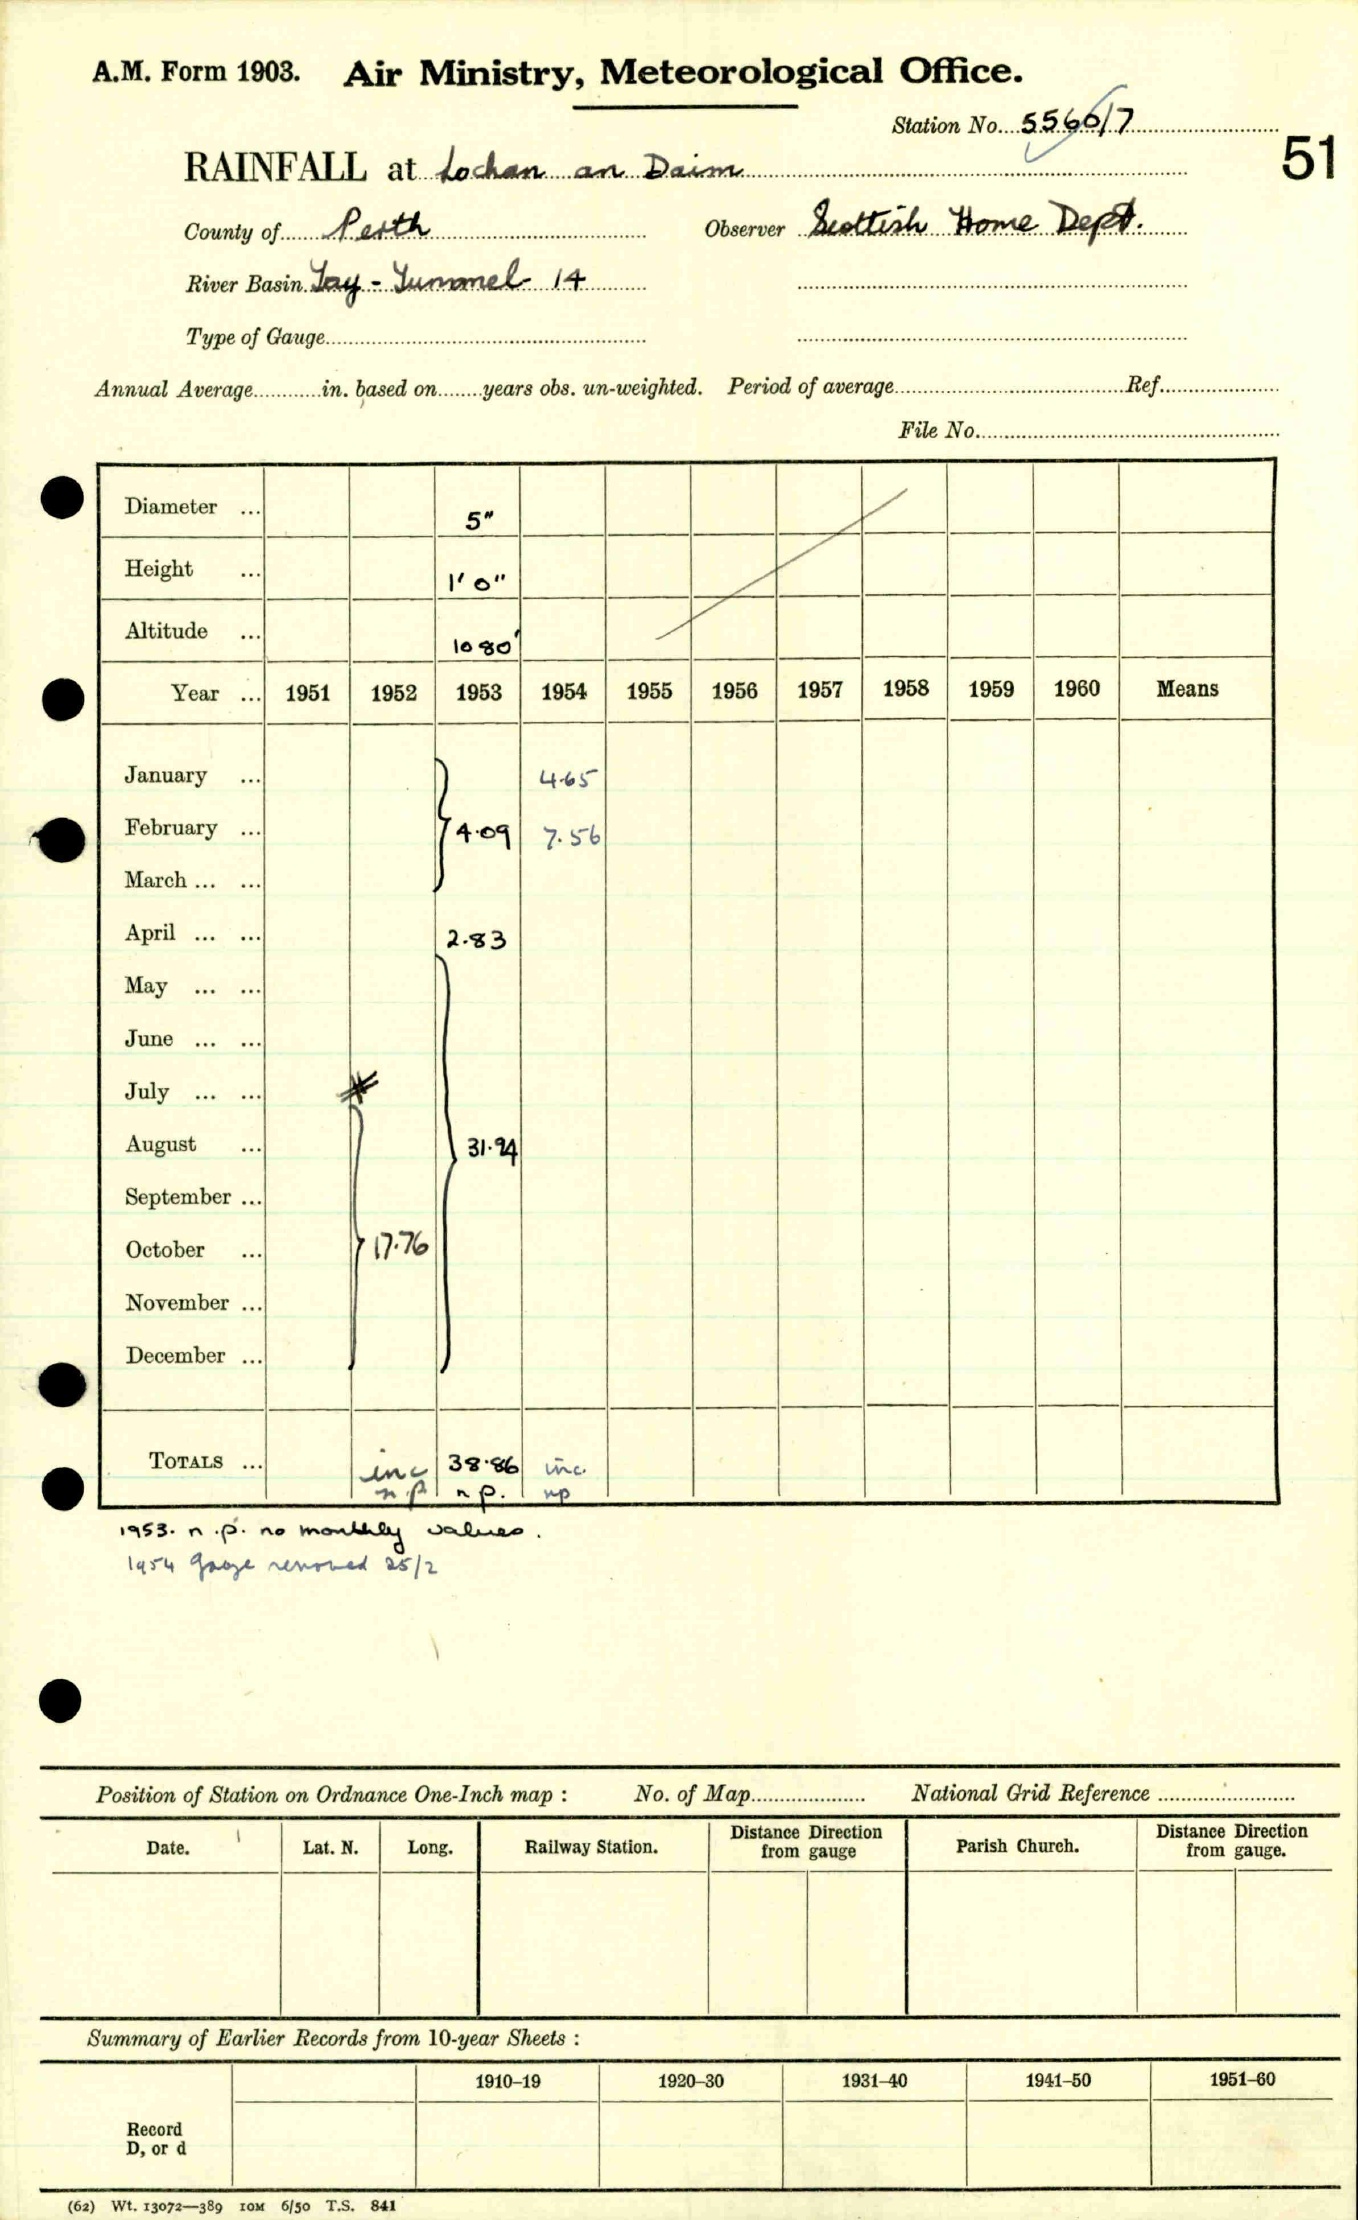 A.M. Form 1903. Air Ministry, Meteorological Office.
Station No. 5560/7
51
RAINFALL at Lochan an Daim
County of Perth Observer Scottish Home Dept.
River Basin Tay - Tummel 14
Type of Gauge
Annual Average in. based on years obs. un-weighted. Period of average Ref.
File No.
Diameter ... 5"
Height ... 1' 0"
Altitude ... 1080'
Year ... 1951 1952 1953 1954 1955 1956 1957 1958 1959 1960 Means
January ... 4.65
February ... 4.09 7.56
March ... ...
April ... ... 2.83
May ... ...
June ... ...
July ... ...
August ... 31.94
September ...
October ... 17.76
November ...
December ...
TOTALS ... inc 38.86 inc.
n.p n p. np
1953. n.p. no monthly values.
1954 Gauge removed 25/2
Position of Station on Ordnance One-Inch map : No. of Map National Grid Reference
Date. Lat. N. Long. Railway Station. Distance Direction from gauge Parish Church. Distance Direction from gauge.
Summary of Earlier Records from 10-year Sheets :
1910–19 1920–30 1931–40 1941–50 1951–60
Record
D, or d
(62) Wt. 13072—389 10M 6/50 T.S. 841